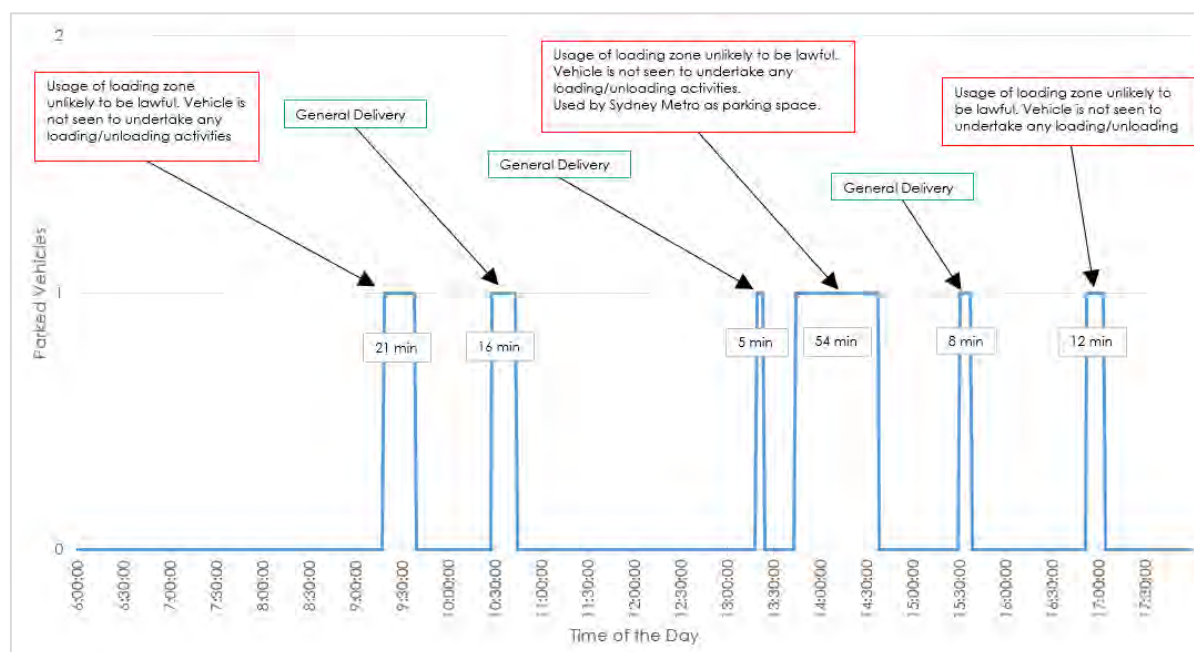 2
Usage of loading zone
unlikely to be lawful. Vehicle is
not seen to undertake any
loading/unloading activities
General Delivery
General Delivery
Usage of loading zone unlikely to be lawful.
Vehicle is not seen to undertake any
loading/unloading activities.
Used by Sydney Metro as parking space.
General Delivery
Usage of loading zone unlikely to
be lawful. Vehicle is not seen to
undertake any loading/unloading
Parked Vehicles
1
21 min
16 min
5 min
54 min
8 min
12 min
0
6:00:00
6:30:00
7:00:00
7:30:00
8:00:00
8:30:00
9:00:00
9:30:00
10:00:00
10:30:00
11:00:00
11:30:00
12:00:00
12:30:00
13:00:00
13:30:00
14:00:00
14:30:00
15:00:00
15:30:00
16:00:00
16:30:00
17:00:00
17:30:00
Time of the Day